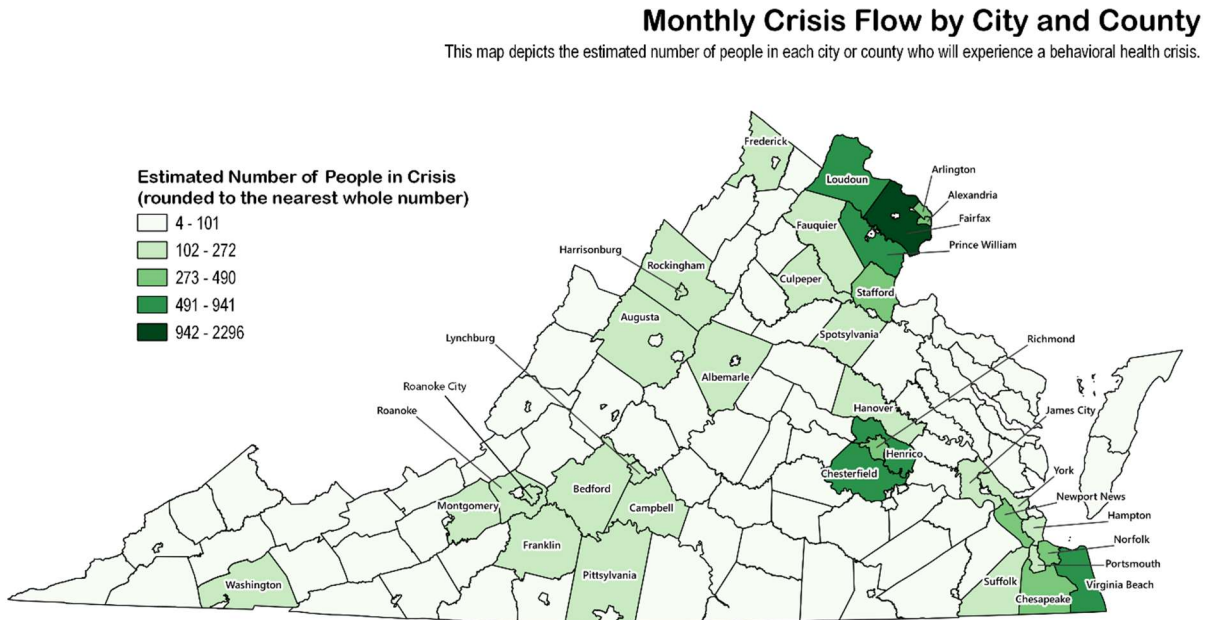 Monthly Crisis Flow by City and County
This map depicts the estimated number of people in each city or county who will experience a behavioral health crisis.
Estimated Number of People in Crisis
(rounded to the nearest whole number)
4 - 101
102 - 272
273 - 490
491 - 941
942 - 2296
Frederick
Loudoun
Arlington
Alexandria
Fairfax
Prince William
Fauquier
Harrisonburg
Rockingham
Culpeper
Stafford
Augusta
Spotsylvania
Lynchburg
Richmond
Albemarle
Roanoke City
Roanoke
Hanover
James City
Henrico
Chesterfield
York
Bedford
Newport News
Montgomery
Campbell
Hampton
Franklin
Norfolk
Portsmouth
Pittsylvania
Washington
Suffolk
Virginia Beach
Chesapeake